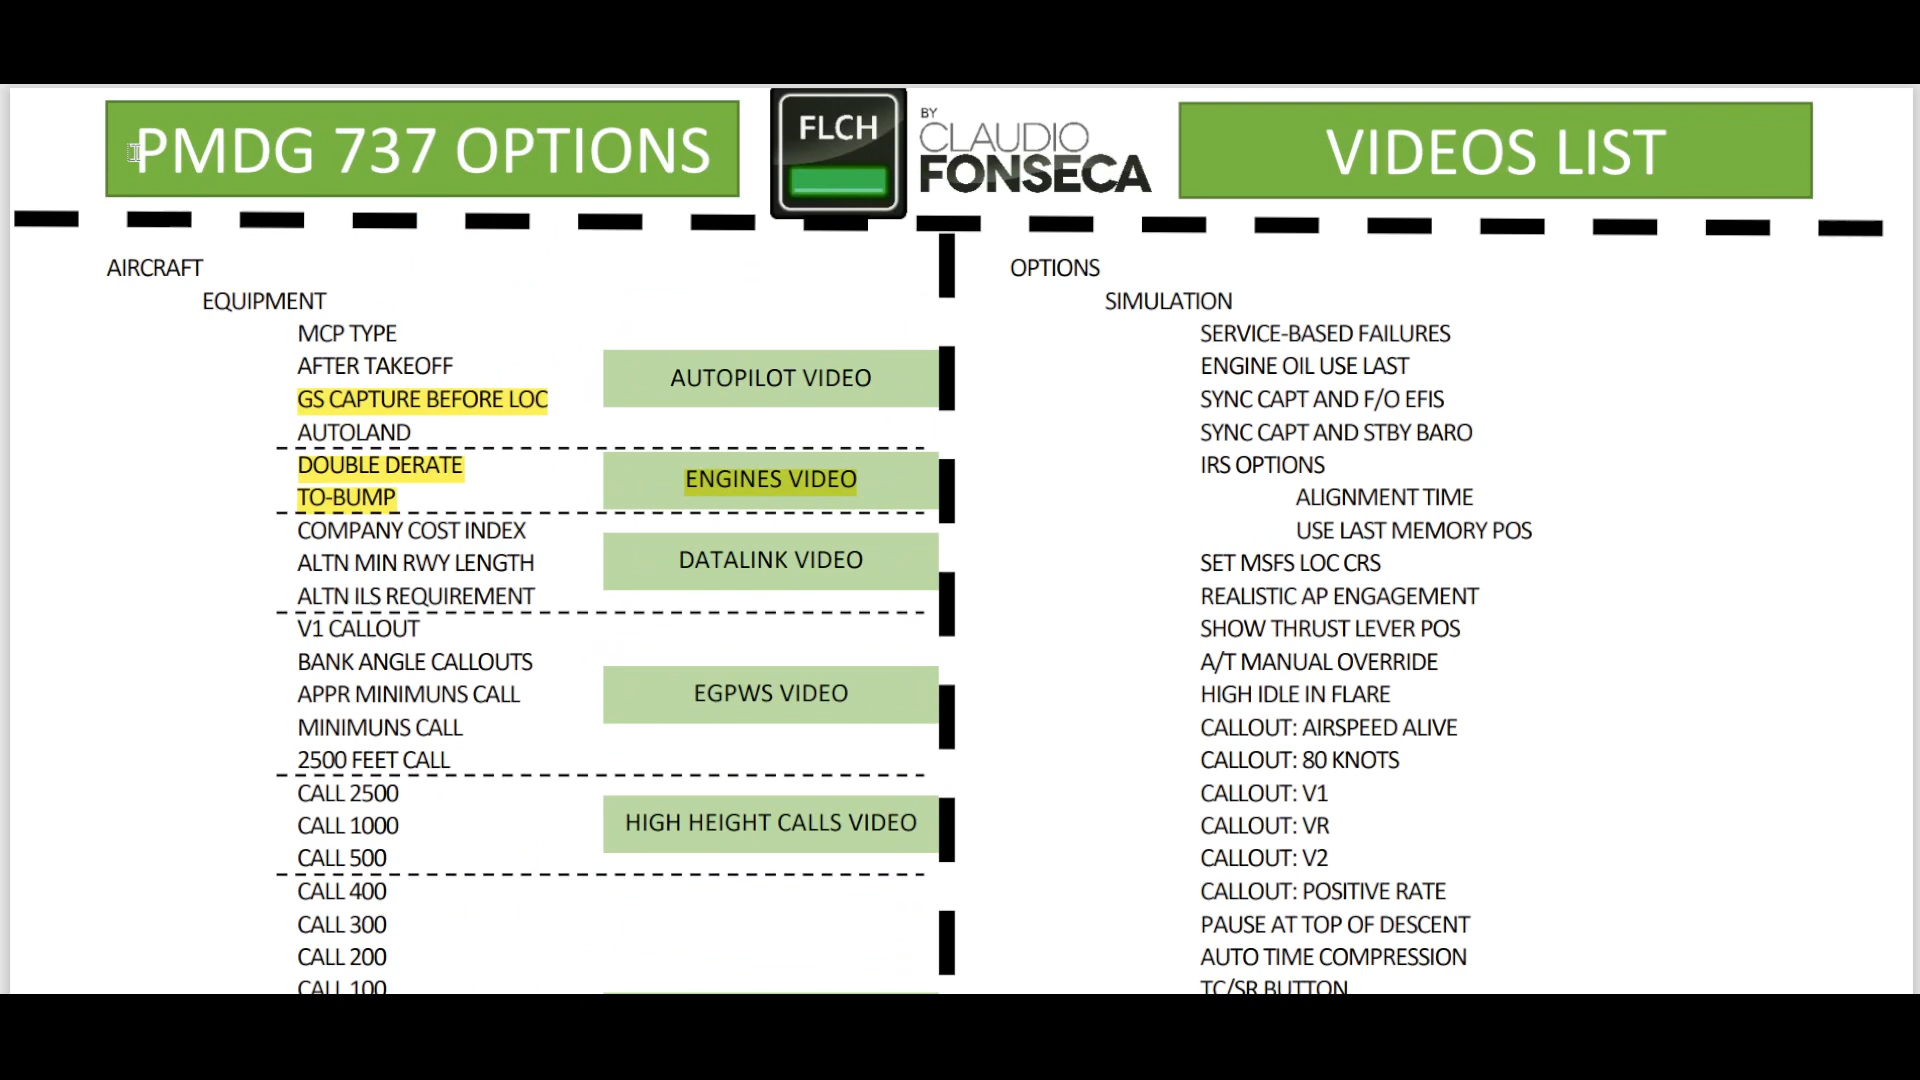 PMDG 737 OPTIONS
FLCH
BY
CLAUDIO
FONSECA
VIDEOS LIST
AIRCRAFT
EQUIPMENT
MCP TYPE
AFTER TAKEOFF
GS CAPTURE BEFORE LOC
AUTOLAND
AUTOPILOT VIDEO
DOUBLE DERATE
TO-BUMP
ENGINES VIDEO
COMPANY COST INDEX
ALTN MIN RWY LENGTH
ALTN ILS REQUIREMENT
DATALINK VIDEO
V1 CALLOUT
BANK ANGLE CALLOUTS
APPR MINIMUNS CALL
MINIMUNS CALL
2500 FEET CALL
EGPWS VIDEO
CALL 2500
CALL 1000
CALL 500
HIGH HEIGHT CALLS VIDEO
CALL 400
CALL 300
CALL 200
CALL 100
OPTIONS
SIMULATION
SERVICE-BASED FAILURES
ENGINE OIL USE LAST
SYNC CAPT AND F/O EFIS
SYNC CAPT AND STBY BARO
IRS OPTIONS
ALIGNMENT TIME
USE LAST MEMORY POS
SET MSFS LOC CRS
REALISTIC AP ENGAGEMENT
SHOW THRUST LEVER POS
A/T MANUAL OVERRIDE
HIGH IDLE IN FLARE
CALLOUT: AIRSPEED ALIVE
CALLOUT: 80 KNOTS
CALLOUT: V1
CALLOUT: VR
CALLOUT: V2
CALLOUT: POSITIVE RATE
PAUSE AT TOP OF DESCENT
AUTO TIME COMPRESSION
TC/SR BUTTON